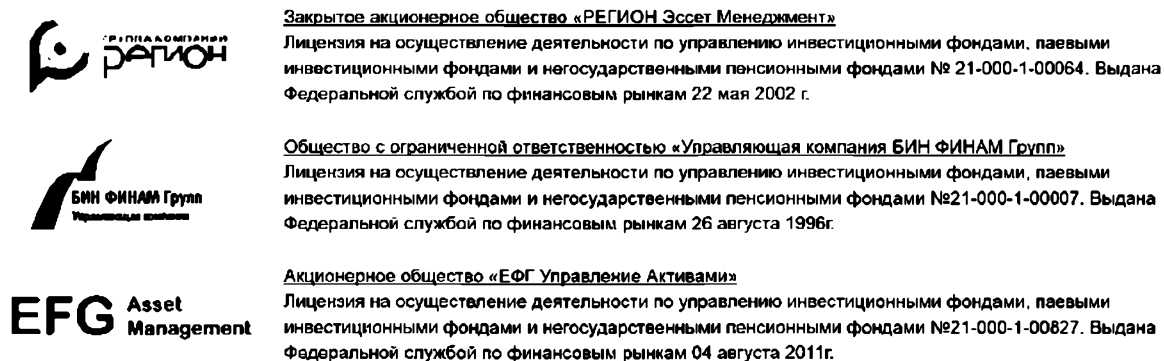 ГРУППА КОМПАНИЙ
регион
Закрытое акционерное общество «РЕГИОН Эссет Менеджмент»
Лицензия на осуществление деятельности по управлению инвестиционными фондами, паевыми
инвестиционными фондами и негосударственными пенсионными фондами № 21-000-1-00064. Выдана
Федеральной службой по финансовым рынкам 22 мая 2002 г.
БИН ФИНАМ Групп
Управляющая компания
Общество с ограниченной ответственностью «Управляющая компания БИН ФИНАМ Групп»
Лицензия на осуществление деятельности по управлению инвестиционными фондами, паевыми
инвестиционными фондами и негосударственными пенсионными фондами №21-000-1-00007. Выдана
Федеральной службой по финансовым рынкам 26 августа 1996г.
EFG Asset
Management
Акционерное общество «ЕФГ Управление Активами»
Лицензия на осуществление деятельности по управлению инвестиционными фондами, паевыми
инвестиционными фондами и негосударственными пенсионными фондами №21-000-1-00827. Выдана
Федеральной службой по финансовым рынкам 04 августа 2011г.